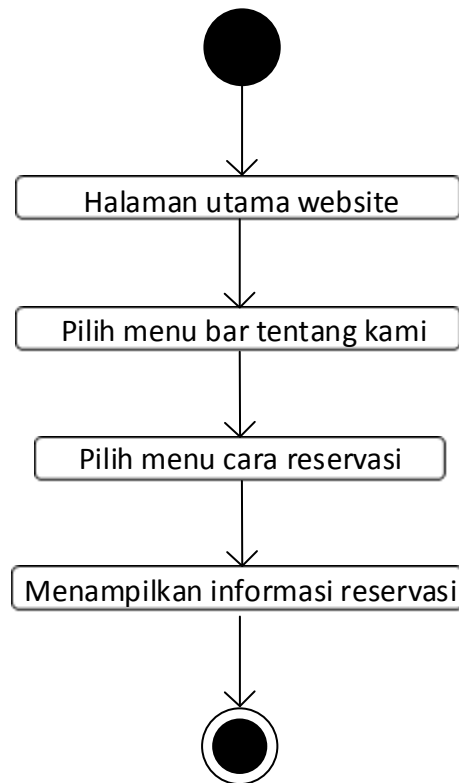 Halaman utama website
Pilih menu bar tentang kami
Pilih menu cara reservasi
Menampilkan informasi reservasi